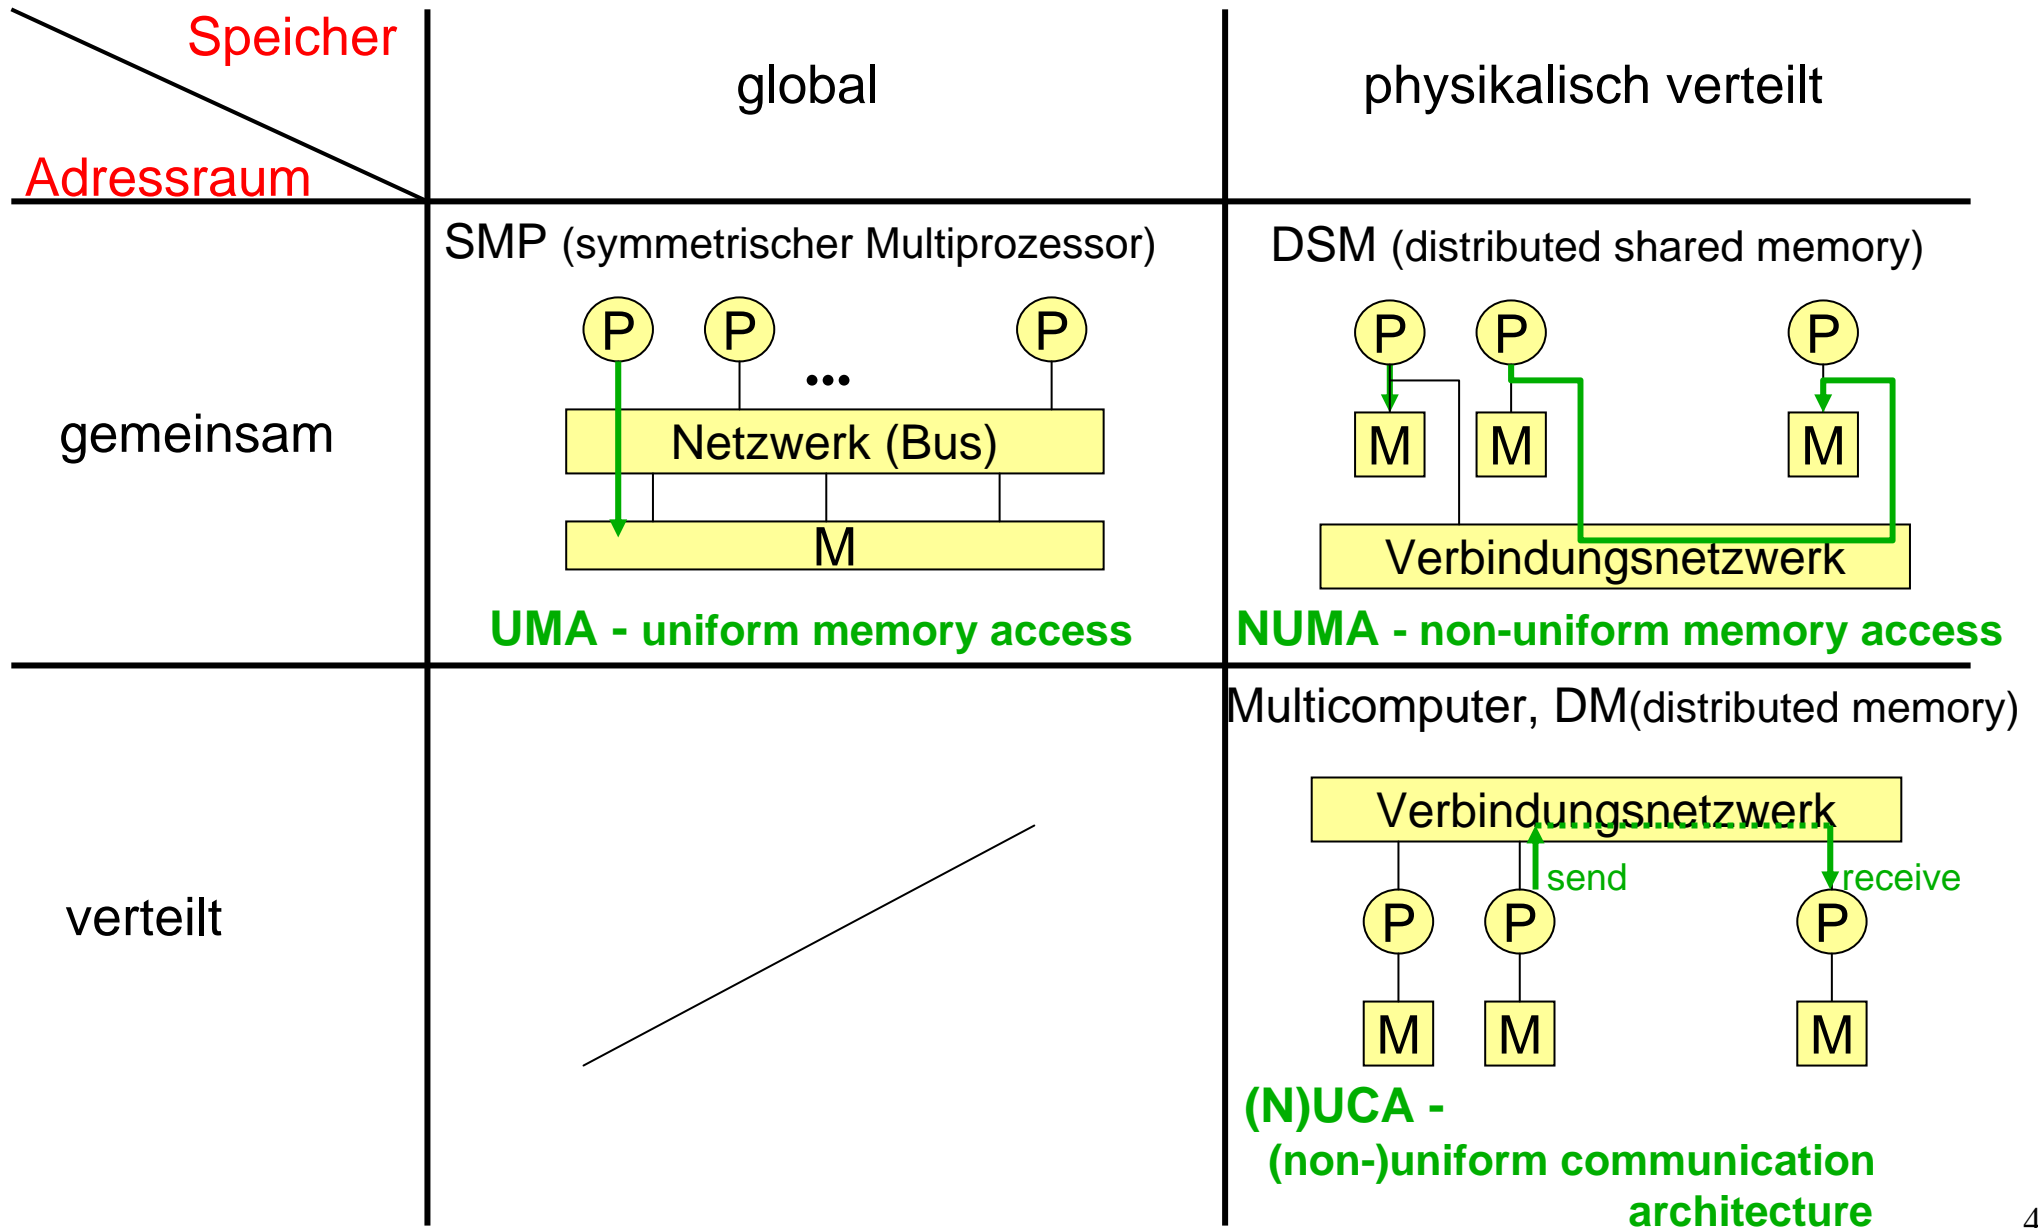 Speicher
Adressraum
global
physikalisch verteilt
gemeinsam
SMP (symmetrischer Multiprozessor)
P P ... P
Netzwerk (Bus)
M
UMA - uniform memory access
DSM (distributed shared memory)
P P P
M M M
Verbindungsnetzwerk
NUMA - non-uniform memory access
verteilt
Multicomputer, DM(distributed memory)
Verbindungsnetzwerk
send receive
P P P
M M M
(N)UCA -
(non-)uniform communication
architecture
4